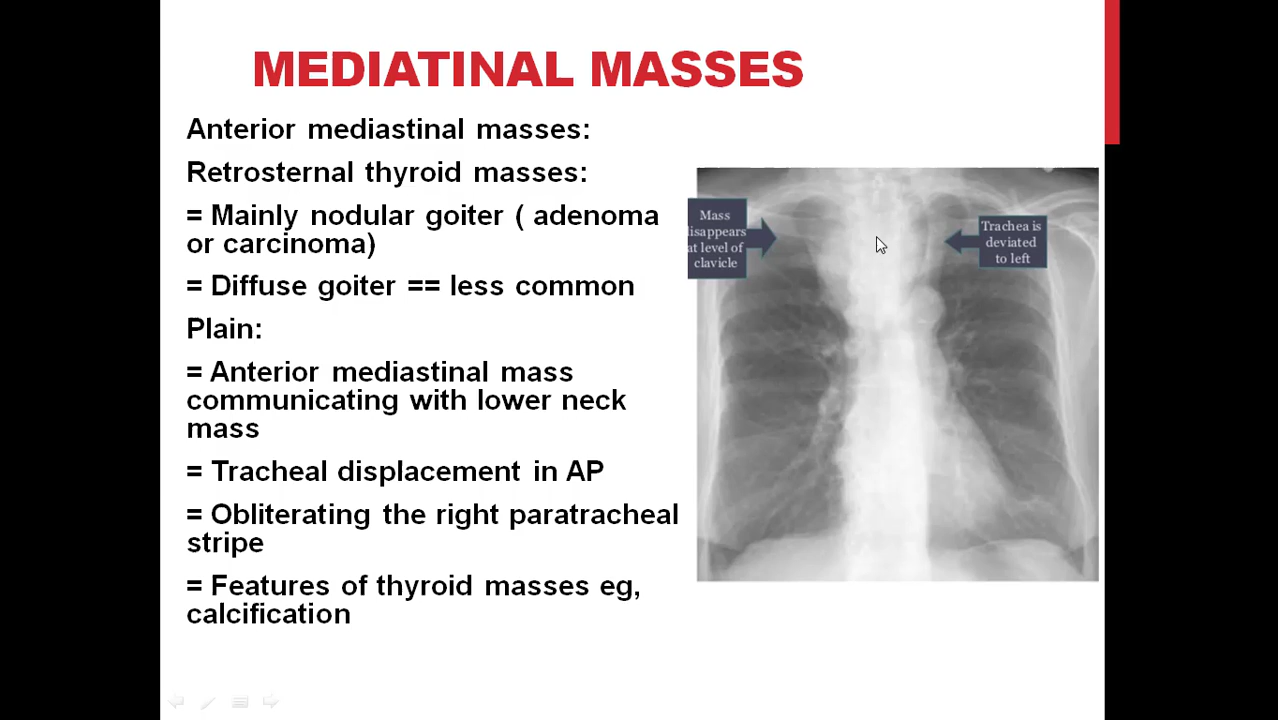 MEDIATINAL MASSES
Anterior mediastinal masses:
Retrosternal thyroid masses:
= Mainly nodular goiter ( adenoma
or carcinoma)
= Diffuse goiter == less common
Plain:
= Anterior mediastinal mass
communicating with lower neck
mass
= Tracheal displacement in AP
= Obliterating the right paratracheal
stripe
= Features of thyroid masses eg,
calcification
Mass
disappears
at level of
clavicle
Trachea is
deviated
to left